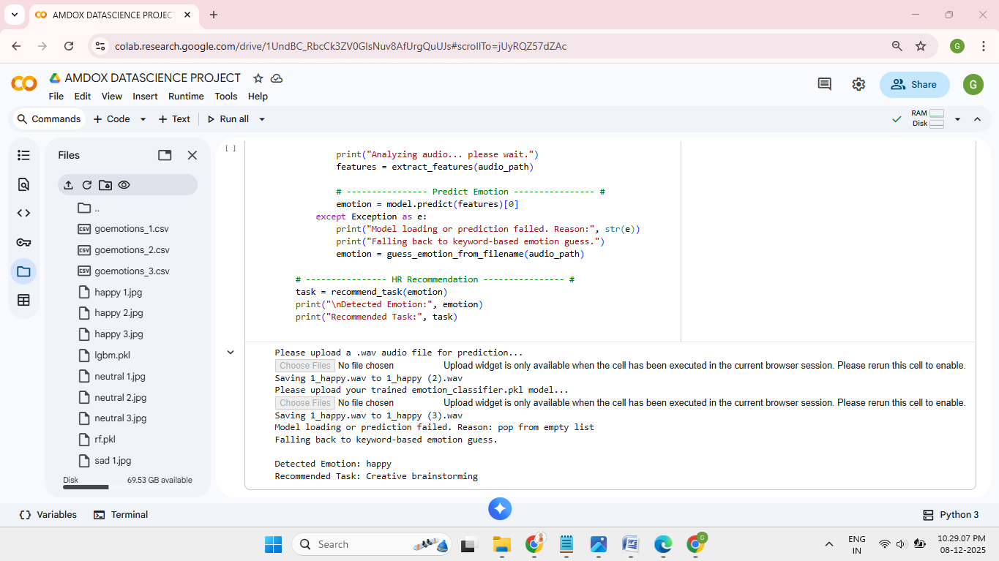 AMDOX DATASCIENCE PROJECT
colab.research.google.com/drive/1UndBC_RbcCk3ZV0GIsNuv8AfUrgQuUJs#scrollTo=jUyRQZ57dZAc
G
AMDOX DATASCIENCE PROJECT
File Edit View Insert Runtime Tools Help
Share
G
Commands + Code + Text Run all
RAM
Disk
Files
..
goemotions_1.csv
goemotions_2.csv
goemotions_3.csv
happy 1.jpg
happy 2.jpg
happy 3.jpg
lgbm.pkl
neutral 1.jpg
neutral 2.jpg
neutral 3.jpg
rf.pkl
sad 1.jpg
Disk 69.53 GB available
[ ]
print("Analyzing audio... please wait.")
features = extract_features(audio_path)
# --------------- Predict Emotion --------------- #
emotion = model.predict(features)[0]
except Exception as e:
print("Model loading or prediction failed. Reason:", str(e))
print("Falling back to keyword-based emotion guess.")
emotion = guess_emotion_from_filename(audio_path)
# --------------- HR Recommendation --------------- #
task = recommend_task(emotion)
print("\nDetected Emotion:", emotion)
print("Recommended Task:", task)
Please upload a .wav audio file for prediction...
Choose Files No file chosen Upload widget is only available when the cell has been executed in the current browser session. Please rerun this cell to enable.
Saving 1_happy.wav to 1_happy (2).wav
Please upload your trained emotion_classifier.pkl model...
Choose Files No file chosen Upload widget is only available when the cell has been executed in the current browser session. Please rerun this cell to enable.
Saving 1_happy.wav to 1_happy (3).wav
Model loading or prediction failed. Reason: pop from empty list
Falling back to keyword-based emotion guess.
Detected Emotion: happy
Recommended Task: Creative brainstorming
Variables Terminal
Python 3
Search
G
ENG
IN
10.29.07 PM
08-12-2025